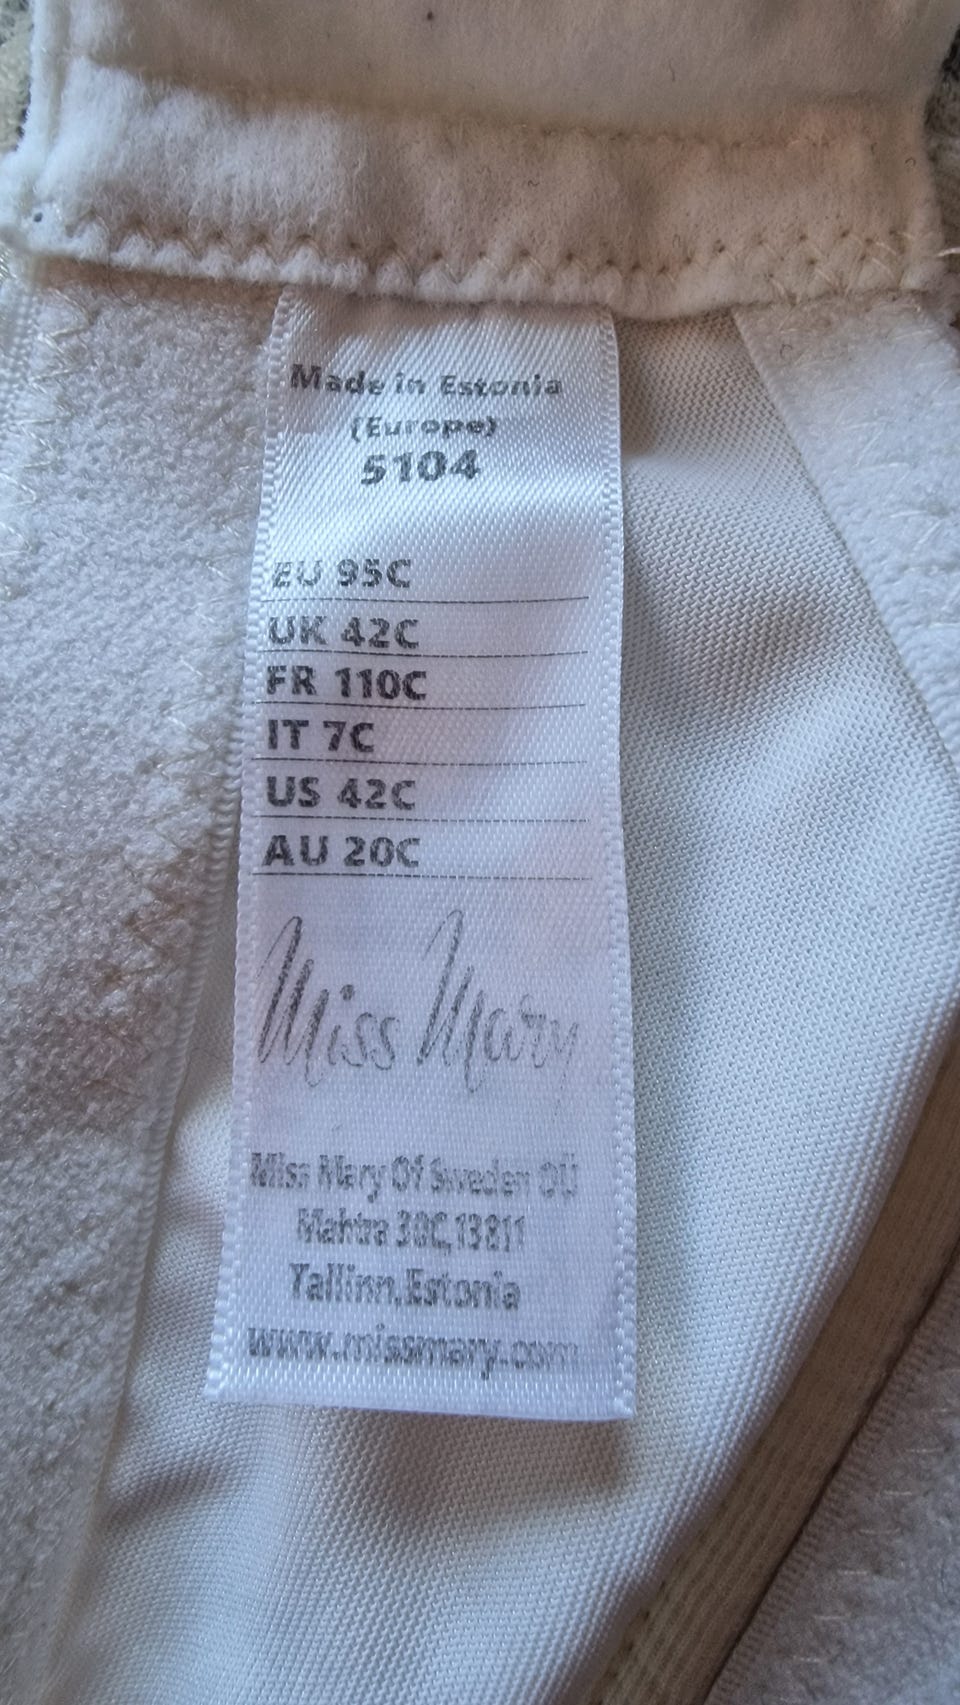 Made in Estonia
(Europe)
5104
EU 95C
UK 42C
FR 110C
IT 7C
US 42C
AU 20C
Miss Mary
Miss Mary Of Sweden OÜ
Mahtra 30C, 13811
Tallinn, Estonia
www.missmary.com